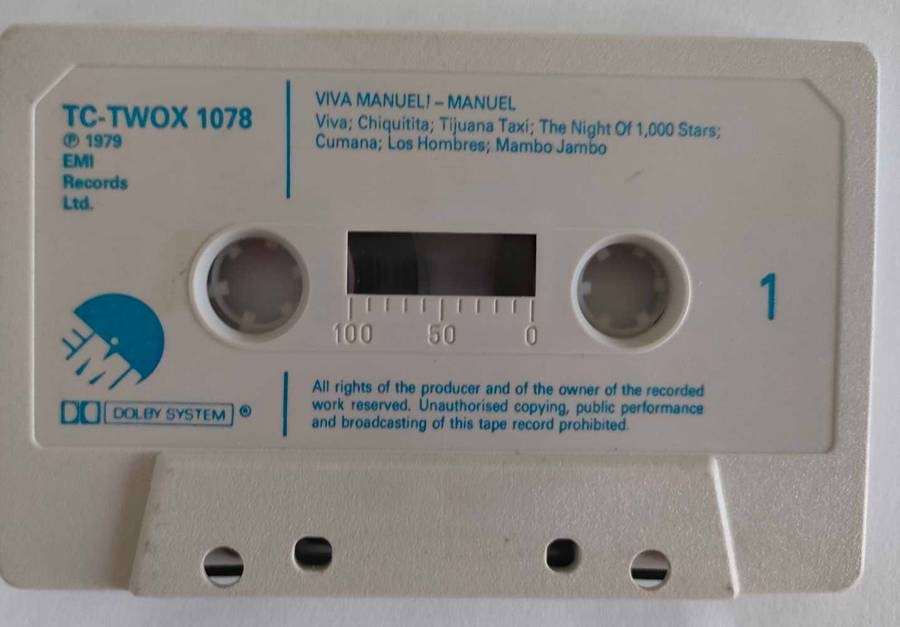 TC-TWOX 1078
℗ 1979
EMI
Records
Ltd.
VIVA MANUEL! – MANUEL
Viva; Chiquitita; Tijuana Taxi; The Night Of 1,000 Stars;
Cumana; Los Hombres; Mambo Jambo
100 50 0
1
EMI
DOLBY SYSTEM ®
All rights of the producer and of the owner of the recorded
work reserved. Unauthorised copying, public performance
and broadcasting of this tape record prohibited.